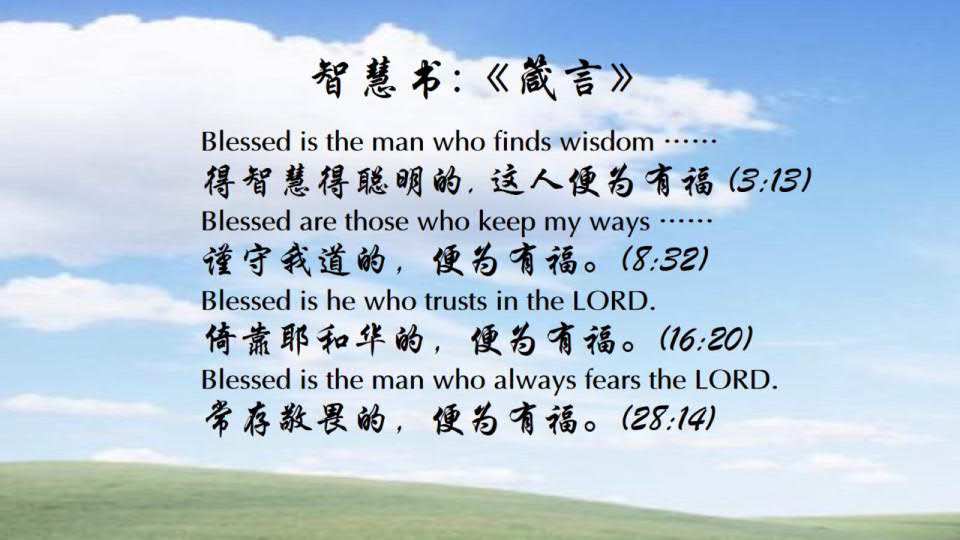 智慧书:《箴言》
Blessed is the man who finds wisdom ······
得智慧得聪明的, 这人便为有福 (3:13)
Blessed are those who keep my ways ······
谨守我道的，便为有福。(8:32)
Blessed is he who trusts in the LORD.
倚靠耶和华的，便为有福。(16:20)
Blessed is the man who always fears the LORD.
常存敬畏的，便为有福。(28:14)